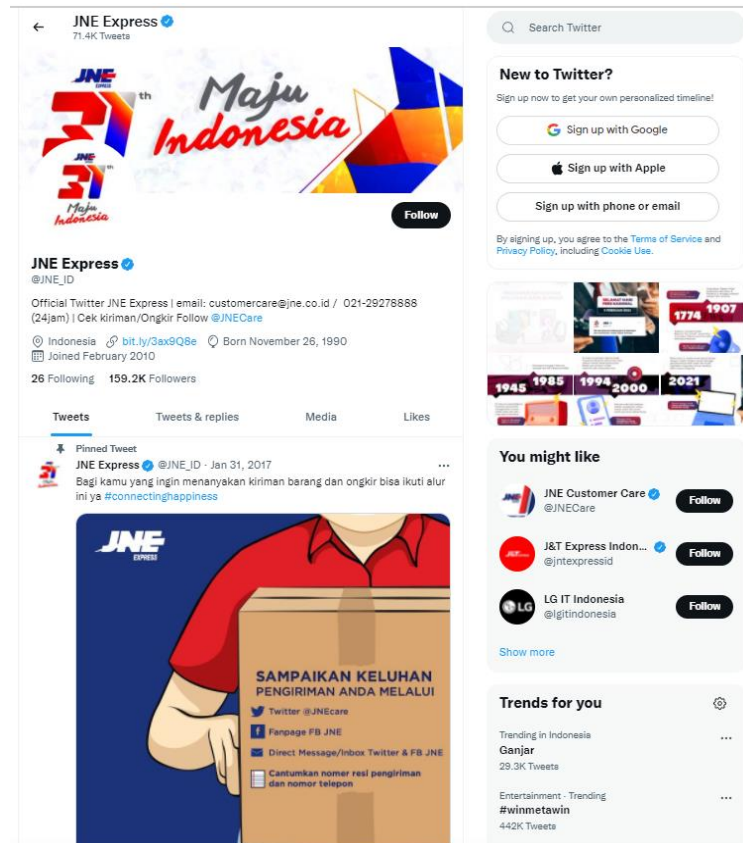 JNE Express
71.4K Tweets
JNE
EXPRESS
31th
Maju
Indonesia
JNE
31
Maju
Indonesia
Follow
JNE Express
@JNE_ID
Official Twitter JNE Express | email: customercare@jne.co.id / 021-29278888
(24jam) | Cek kiriman/Ongkir Follow @JNECare
Indonesia bit.ly/3ax9Q8e Born November 26, 1990
Joined February 2010
26 Following 159.2K Followers
Tweets Tweets & replies Media Likes
Pinned Tweet
JNE Express @JNE_ID · Jan 31, 2017
Bagi kamu yang ingin menanyakan kiriman barang dan ongkir bisa ikuti alur
ini ya #connectinghappiness
JNE
EXPRESS
SAMPAIKAN KELUHAN
PENGIRIMAN ANDA MELALUI
Twitter @JNEcare
Fanpage FB JNE
Direct Message/Inbox Twitter & FB JNE
Cantumkan nomer resi pengiriman
dan nomor telepon
Search Twitter
New to Twitter?
Sign up now to get your own personalized timeline!
Sign up with Google
Sign up with Apple
Sign up with phone or email
By signing up, you agree to the Terms of Service and
Privacy Policy, including Cookie Use.
SELAMAT HARI
PERS NASIONAL
1774 1907
1945 1985
1994 2000
2021
You might like
JNE Customer Care
@JNECare
Follow
J&T Express Indon...
@jntexpressid
Follow
LG
LG IT Indonesia
@lgitindonesia
Follow
Show more
Trends for you
Trending in Indonesia
Ganjar
29.3K Tweets
Entertainment · Trending
#winmetawin
442K Tweets